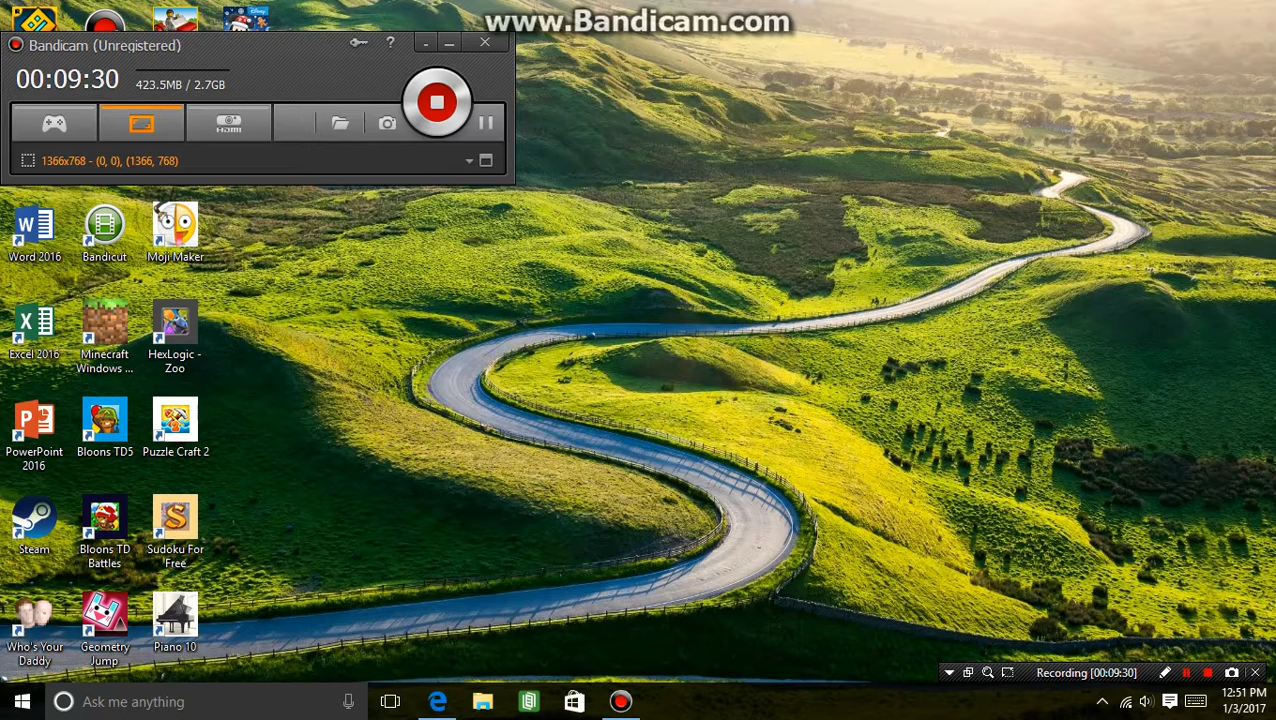 www.Bandicam.com
Bandicam (Unregistered)
?
00:09:30
423.5MB / 2.7GB
HDMI
1366x768 - (0, 0), (1366, 768)
Word 2016
Bandicut
Moji Maker
Excel 2016
Minecraft
Windows ...
HexLogic -
Zoo
PowerPoint
2016
Bloons TD5
Puzzle Craft 2
Steam
Bloons TD
Battles
Sudoku For
Free
Who's Your
Daddy
Geometry
Jump
Piano 10
Recording [00:09:30]
Ask me anything
12:51 PM
1/3/2017